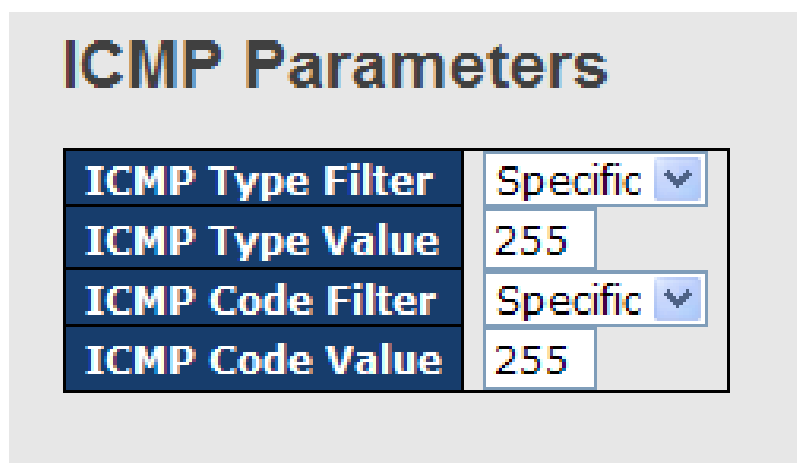 ICMP Parameters
ICMP Type Filter Specific
ICMP Type Value 255
ICMP Code Filter Specific
ICMP Code Value 255